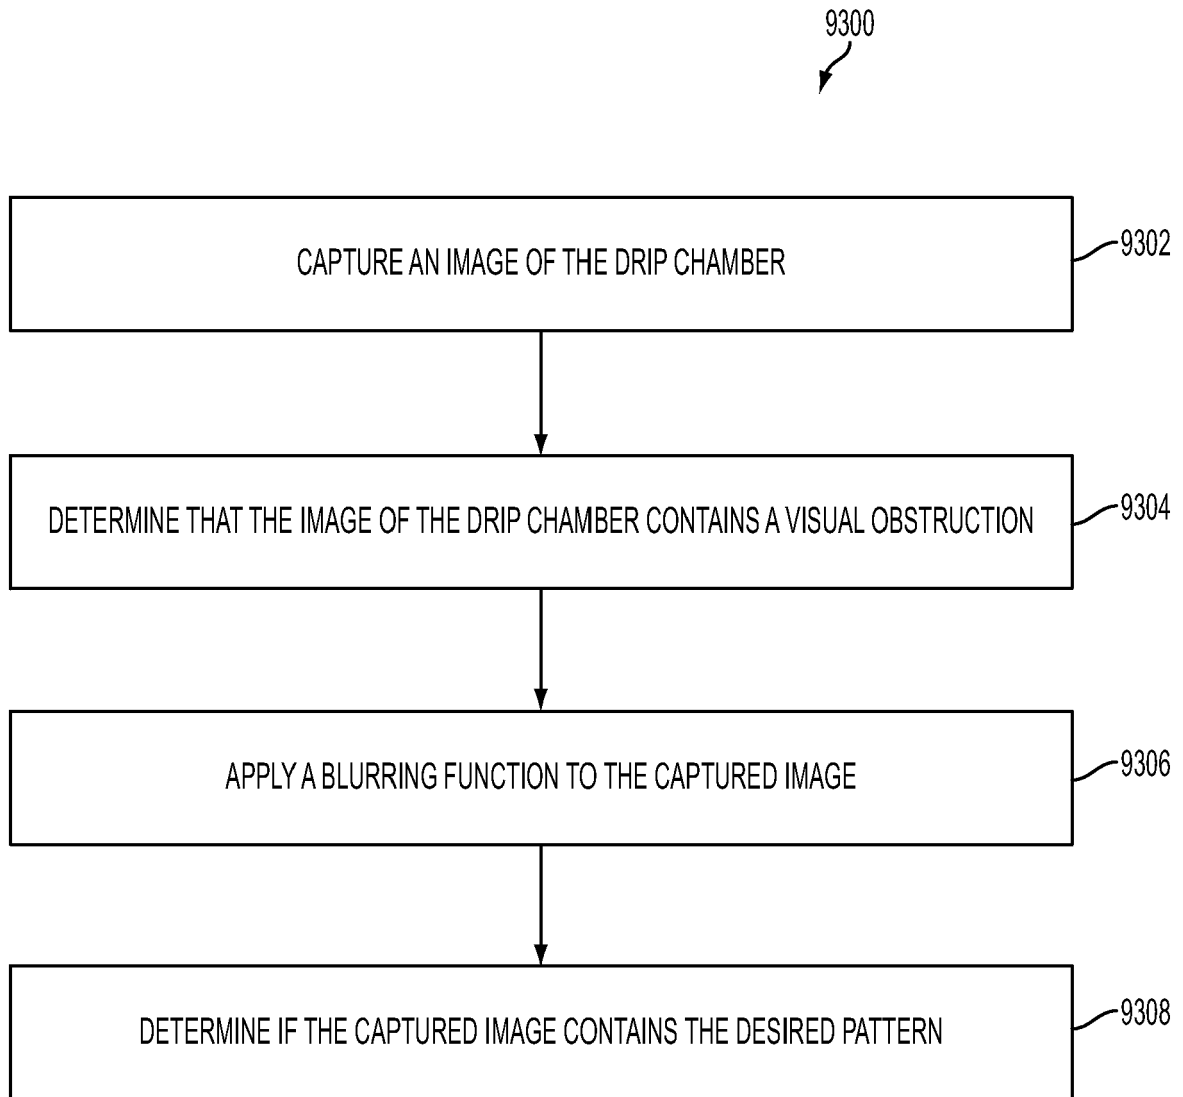 9300
CAPTURE AN IMAGE OF THE DRIP CHAMBER
9302
DETERMINE THAT THE IMAGE OF THE DRIP CHAMBER CONTAINS A VISUAL OBSTRUCTION
9304
APPLY A BLURRING FUNCTION TO THE CAPTURED IMAGE
9306
DETERMINE IF THE CAPTURED IMAGE CONTAINS THE DESIRED PATTERN
9308